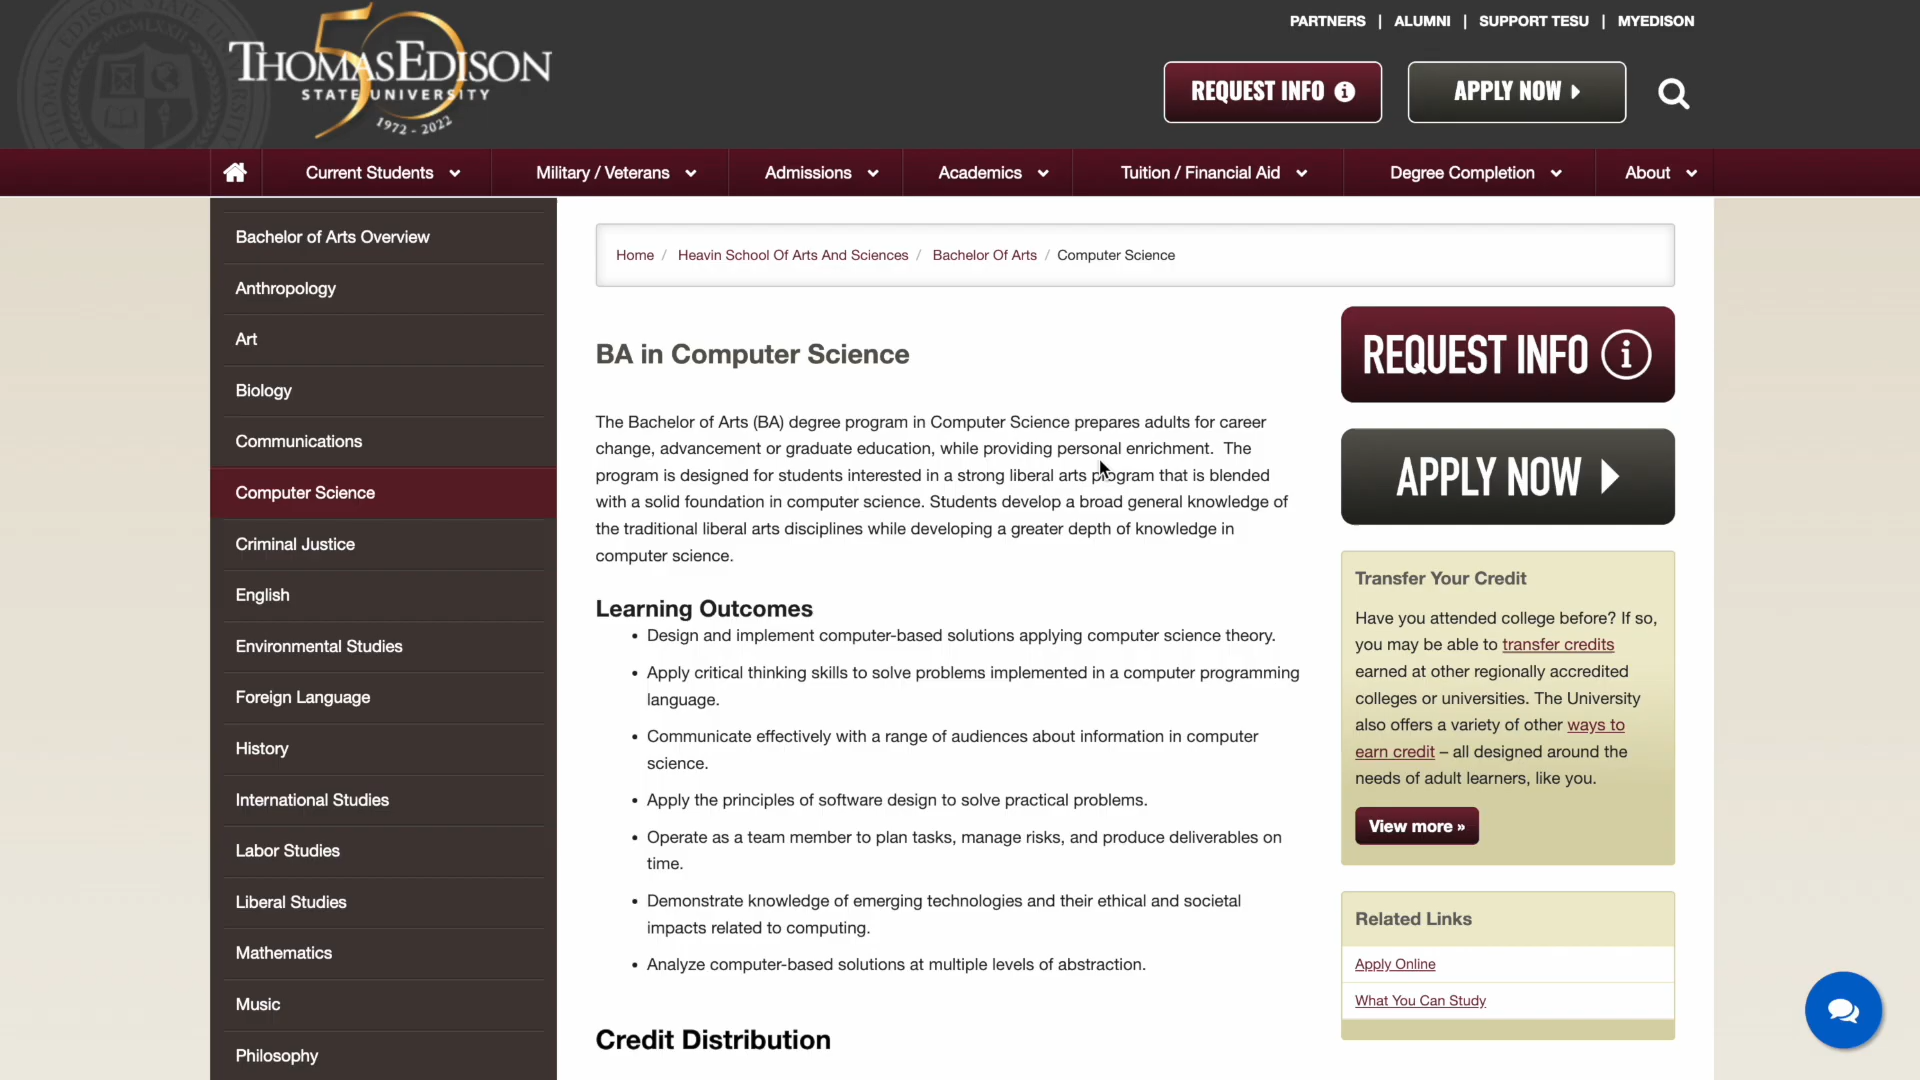 PARTNERS | ALUMNI | SUPPORT TESU | MYEDISON
50
THOMAS EDISON
STATE UNIVERSITY
1972 - 2022
REQUEST INFO
APPLY NOW
Current Students
Military / Veterans
Admissions
Academics
Tuition / Financial Aid
Degree Completion
About
Bachelor of Arts Overview
Anthropology
Art
Biology
Communications
Computer Science
Criminal Justice
English
Environmental Studies
Foreign Language
History
International Studies
Labor Studies
Liberal Studies
Mathematics
Music
Philosophy
Home / Heavin School Of Arts And Sciences / Bachelor Of Arts / Computer Science
BA in Computer Science
The Bachelor of Arts (BA) degree program in Computer Science prepares adults for career
change, advancement or graduate education, while providing personal enrichment. The
program is designed for students interested in a strong liberal arts program that is blended
with a solid foundation in computer science. Students develop a broad general knowledge of
the traditional liberal arts disciplines while developing a greater depth of knowledge in
computer science.
Learning Outcomes
• Design and implement computer-based solutions applying computer science theory.
• Apply critical thinking skills to solve problems implemented in a computer programming
language.
• Communicate effectively with a range of audiences about information in computer
science.
• Apply the principles of software design to solve practical problems.
• Operate as a team member to plan tasks, manage risks, and produce deliverables on
time.
• Demonstrate knowledge of emerging technologies and their ethical and societal
impacts related to computing.
• Analyze computer-based solutions at multiple levels of abstraction.
Credit Distribution
REQUEST INFO
APPLY NOW
Transfer Your Credit
Have you attended college before? If so,
you may be able to transfer credits
earned at other regionally accredited
colleges or universities. The University
also offers a variety of other ways to
earn credit – all designed around the
needs of adult learners, like you.
View more »
Related Links
Apply Online
What You Can Study